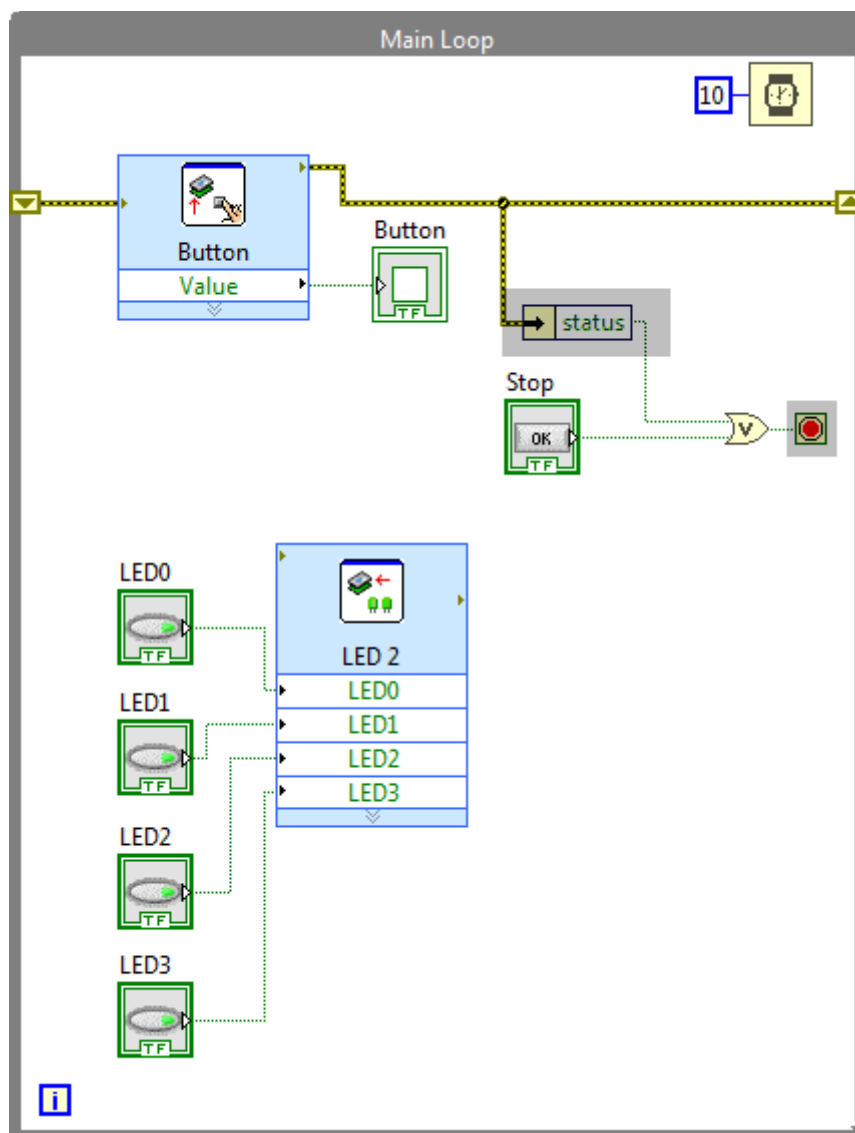 Main Loop
10
Button
Value
Button
TF
status
Stop
OK
TF
V
LED0
TF
LED1
TF
LED2
TF
LED3
TF
LED 2
LED0
LED1
LED2
LED3
i